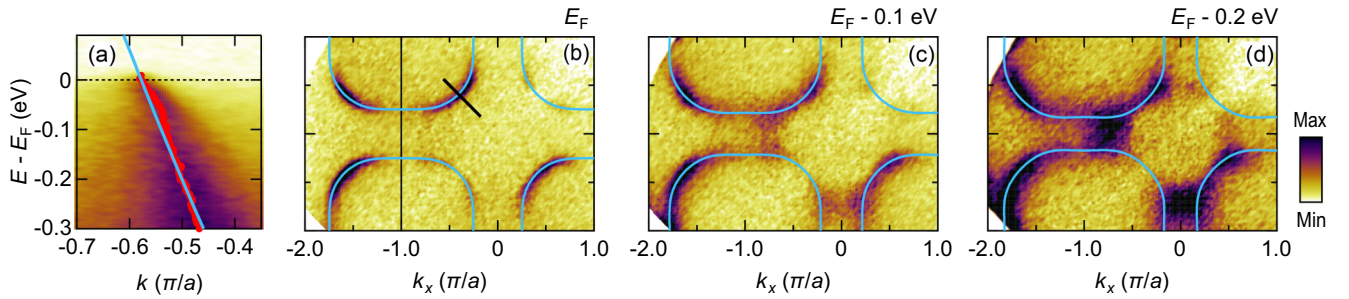 E_F
E_F - 0.1 eV
E_F - 0.2 eV
(a)
(b)
(c)
(d)
0
-0.1
-0.2
-0.3
E - E_F (eV)
-0.7 -0.6 -0.5 -0.4
k (π/a)
-2.0 -1.0 0 1.0
k_x (π/a)
-2.0 -1.0 0 1.0
k_x (π/a)
-2.0 -1.0 0 1.0
k_x (π/a)
Max
Min